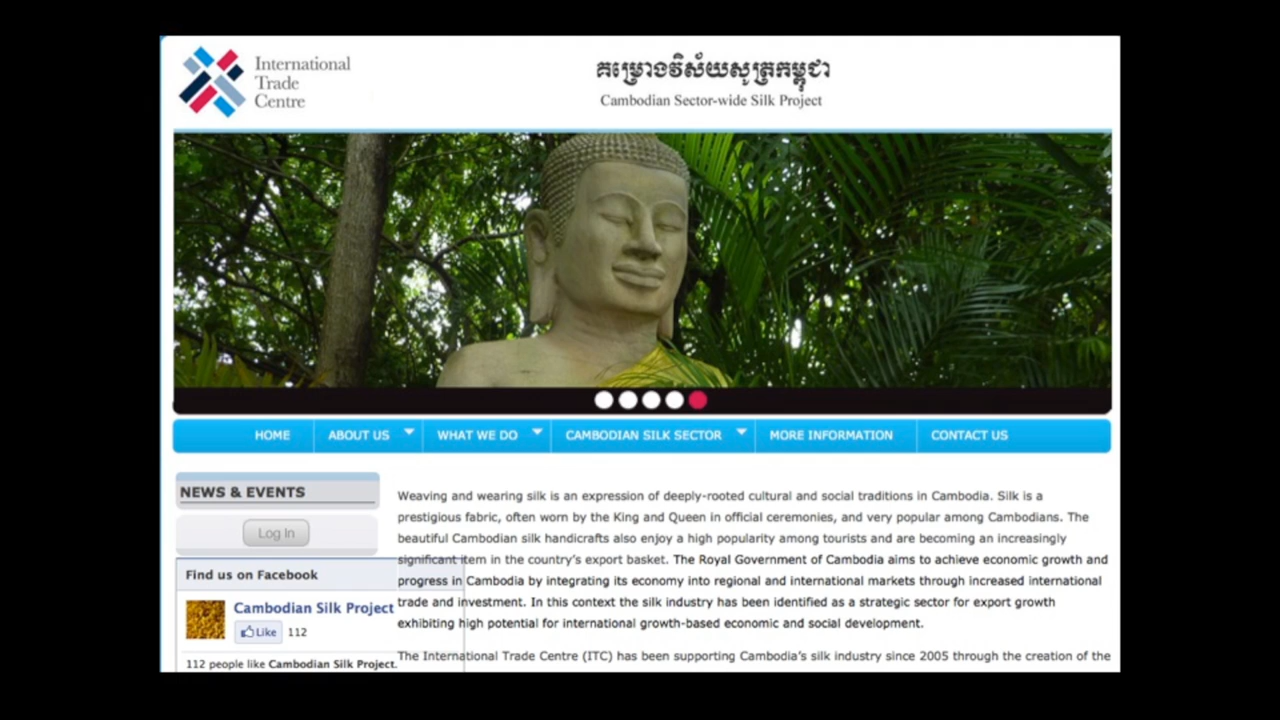 International
Trade
Centre
គម្រោងវិស័យសូត្រកម្ពុជា
Cambodian Sector-wide Silk Project
HOME
ABOUT US
WHAT WE DO
CAMBODIAN SILK SECTOR
MORE INFORMATION
CONTACT US
NEWS & EVENTS
Log In
Find us on Facebook
Cambodian Silk Project
Like 112
112 people like Cambodian Silk Project.
Weaving and wearing silk is an expression of deeply-rooted cultural and social traditions in Cambodia. Silk is a
prestigious fabric, often worn by the King and Queen in official ceremonies, and very popular among Cambodians. The
beautiful Cambodian silk handicrafts also enjoy a high popularity among tourists and are becoming an increasingly
significant item in the country's export basket. The Royal Government of Cambodia aims to achieve economic growth and
progress in Cambodia by integrating its economy into regional and international markets through increased international
trade and investment. In this context the silk industry has been identified as a strategic sector for export growth
exhibiting high potential for international growth-based economic and social development.
The International Trade Centre (ITC) has been supporting Cambodia's silk industry since 2005 through the creation of the